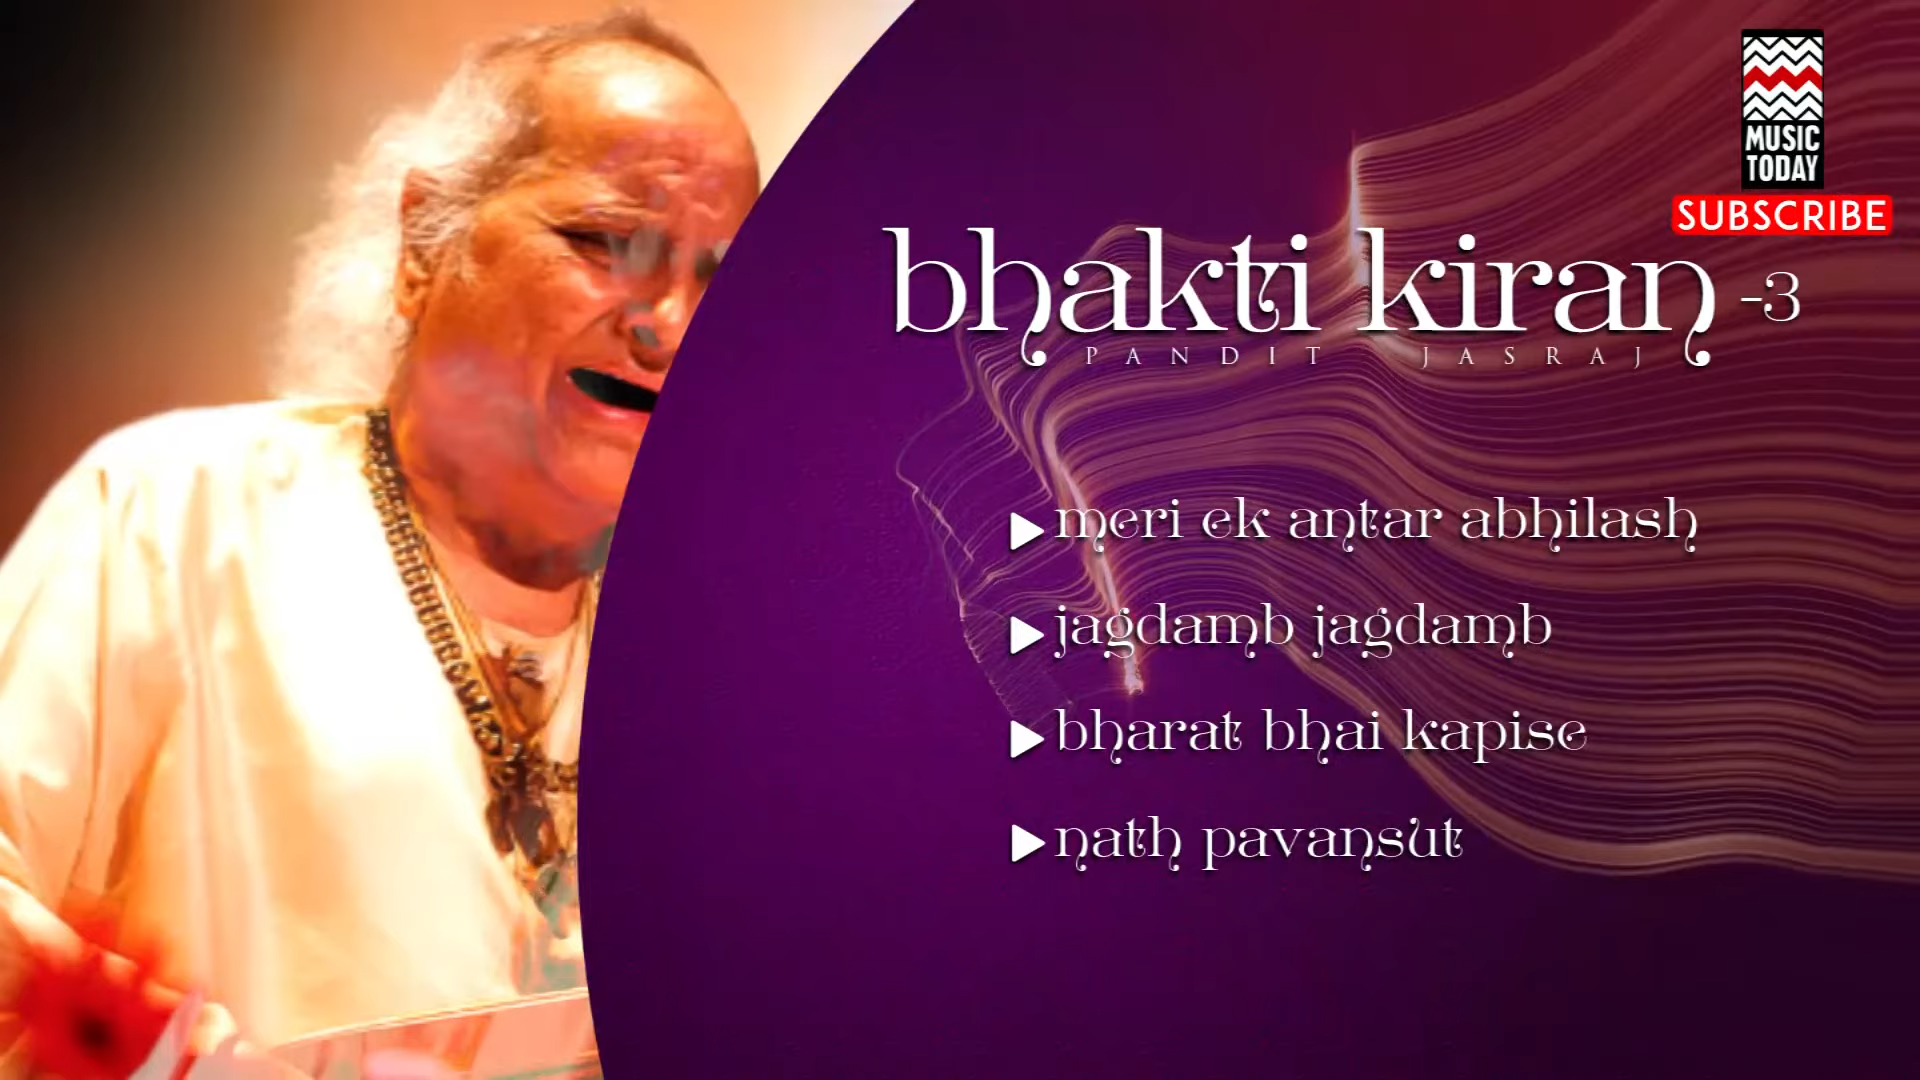 MUSIC
TODAY
SUBSCRIBE
bhakti kiran -3
PANDIT JASRAJ
meri ek antar abhilash
jagdamb jagdamb
bharat bhai kapise
nath pavansut